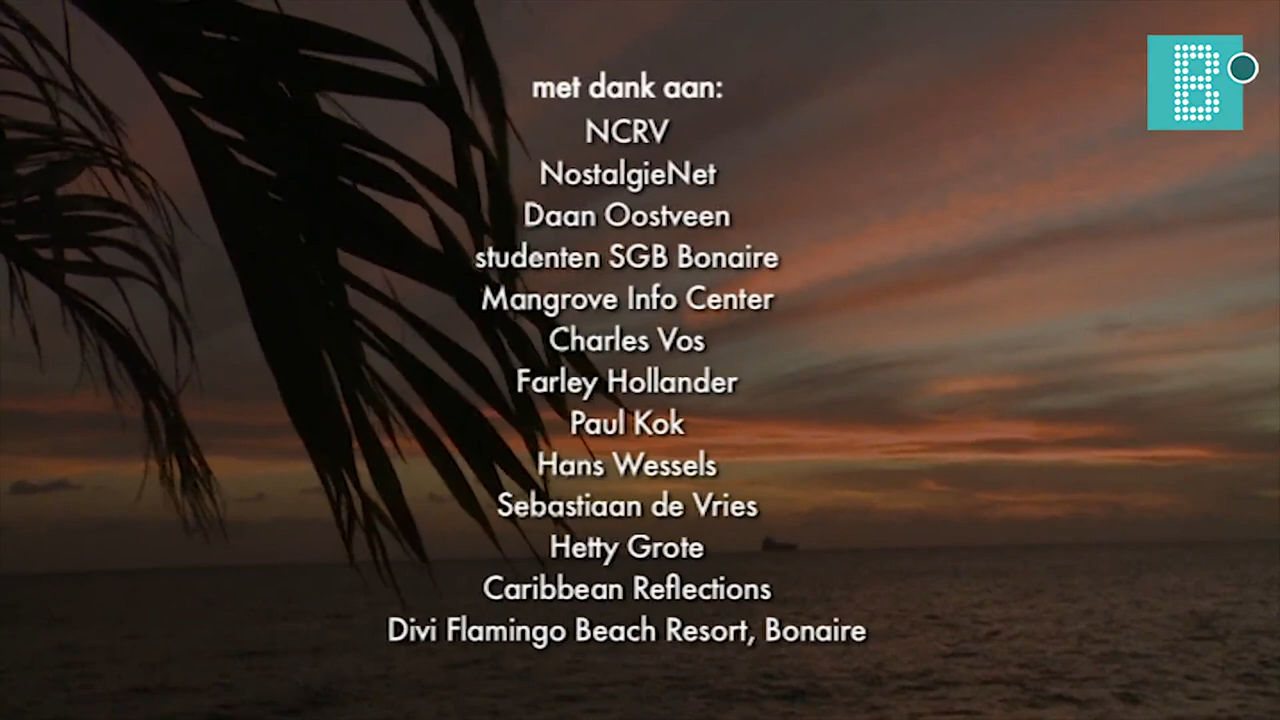 B
met dank aan:
NCRV
NostalgieNet
Daan Oostveen
studenten SGB Bonaire
Mangrove Info Center
Charles Vos
Farley Hollander
Paul Kok
Hans Wessels
Sebastiaan de Vries
Hetty Grote
Caribbean Reflections
Divi Flamingo Beach Resort, Bonaire